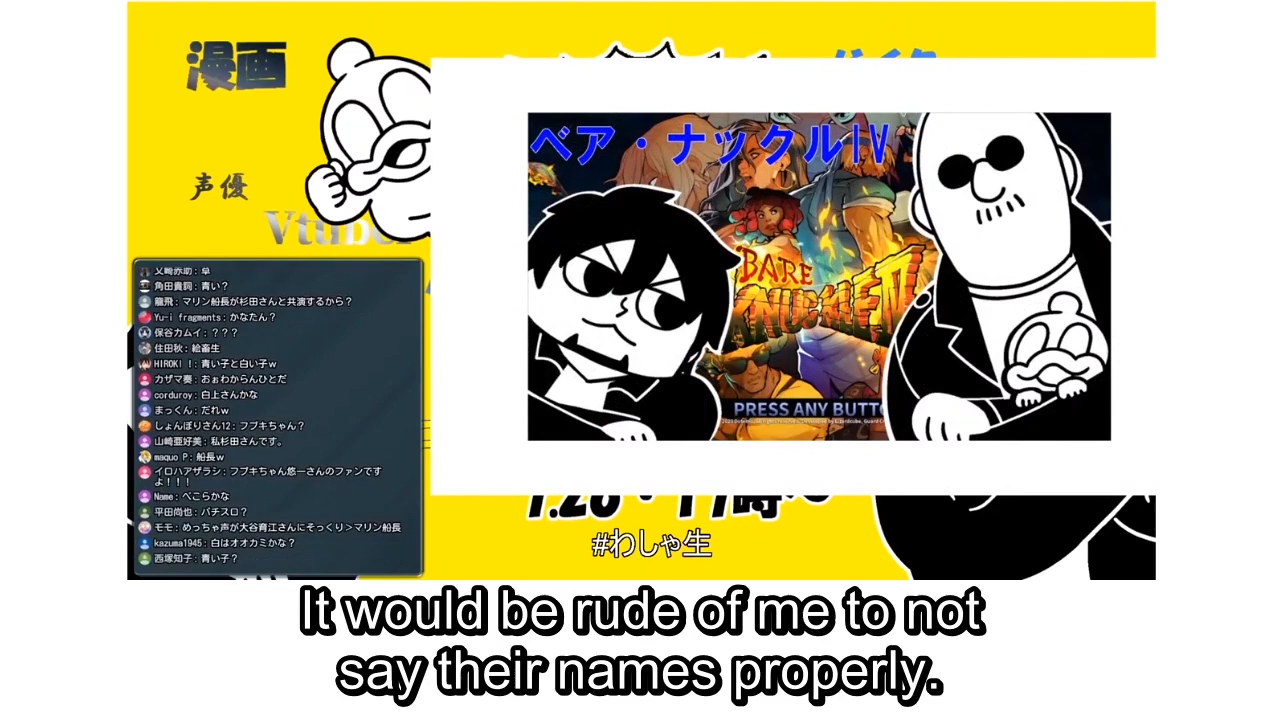 漫画
声優
Vtuber
ベア・ナックルIV
BARE
KNUCKLE IV
PRESS ANY BUTTO
角田貴詞：青い？
龍飛：マリン船長が杉田さんと共演するから？
Yu-i fragments：かなたん？
保谷カムイ：？？？
住田秋：絵畜生
HIROKI !：青い子と白い子ｗ
カザマ奏：おぉわからんひとだ
corduroy：白上さんかな
まっくん：だれｗ
しょんぼりさん12：フブキちゃん？
山崎亜好美：私杉田さんです。
maquo P：船長ｗ
イロハアザラシ：フブキちゃん悠一さんのファンです
よ！！！
Name：ぺこらかな
平田尚也：パチスロ？
モモ：めっちゃ声が大谷育江さんにそっくり＞マリン船長
kazuma1945：白はオオカミかな？
西塚知子：青い子？
#わしゃ生
It would be rude of me to not
say their names properly.